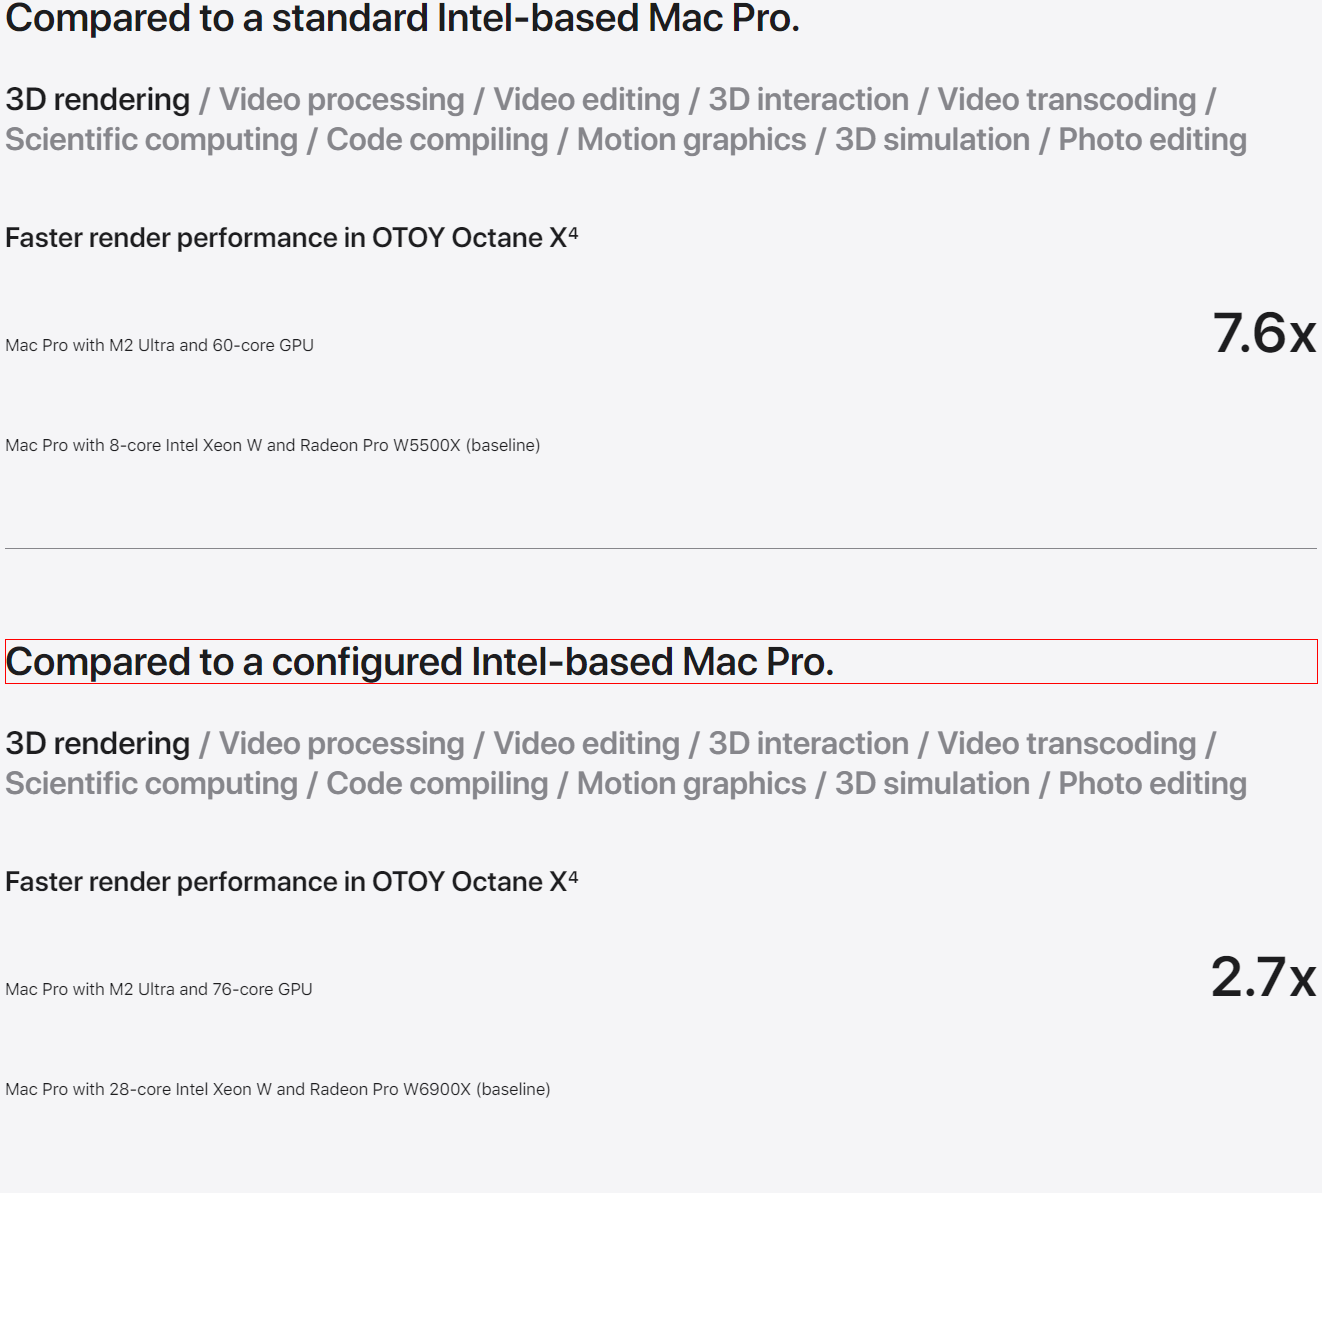 Compared to a standard Intel-based Mac Pro.
3D rendering / Video processing / Video editing / 3D interaction / Video transcoding /
Scientific computing / Code compiling / Motion graphics / 3D simulation / Photo editing
Faster render performance in OTOY Octane X⁴
7.6x
Mac Pro with M2 Ultra and 60-core GPU
Mac Pro with 8-core Intel Xeon W and Radeon Pro W5500X (baseline)
Compared to a configured Intel-based Mac Pro.
3D rendering / Video processing / Video editing / 3D interaction / Video transcoding /
Scientific computing / Code compiling / Motion graphics / 3D simulation / Photo editing
Faster render performance in OTOY Octane X⁴
2.7x
Mac Pro with M2 Ultra and 76-core GPU
Mac Pro with 28-core Intel Xeon W and Radeon Pro W6900X (baseline)